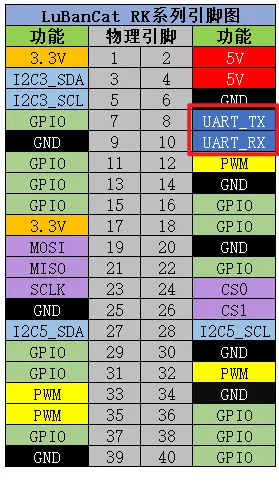 LuBanCat RK系列引脚图
功能 物理引脚 功能
3.3V 1 2 5V
I2C3_SDA 3 4 5V
I2C3_SCL 5 6 GND
GPIO 7 8 UART_TX
GND 9 10 UART_RX
GPIO 11 12 PWM
GPIO 13 14 GND
GPIO 15 16 GPIO
3.3V 17 18 GPIO
MOSI 19 20 GND
MISO 21 22 GPIO
SCLK 23 24 CS0
GND 25 26 CS1
I2C5_SDA 27 28 I2C5_SCL
GPIO 29 30 GND
GPIO 31 32 PWM
PWM 33 34 GND
PWM 35 36 GPIO
GPIO 37 38 GPIO
GND 39 40 GPIO